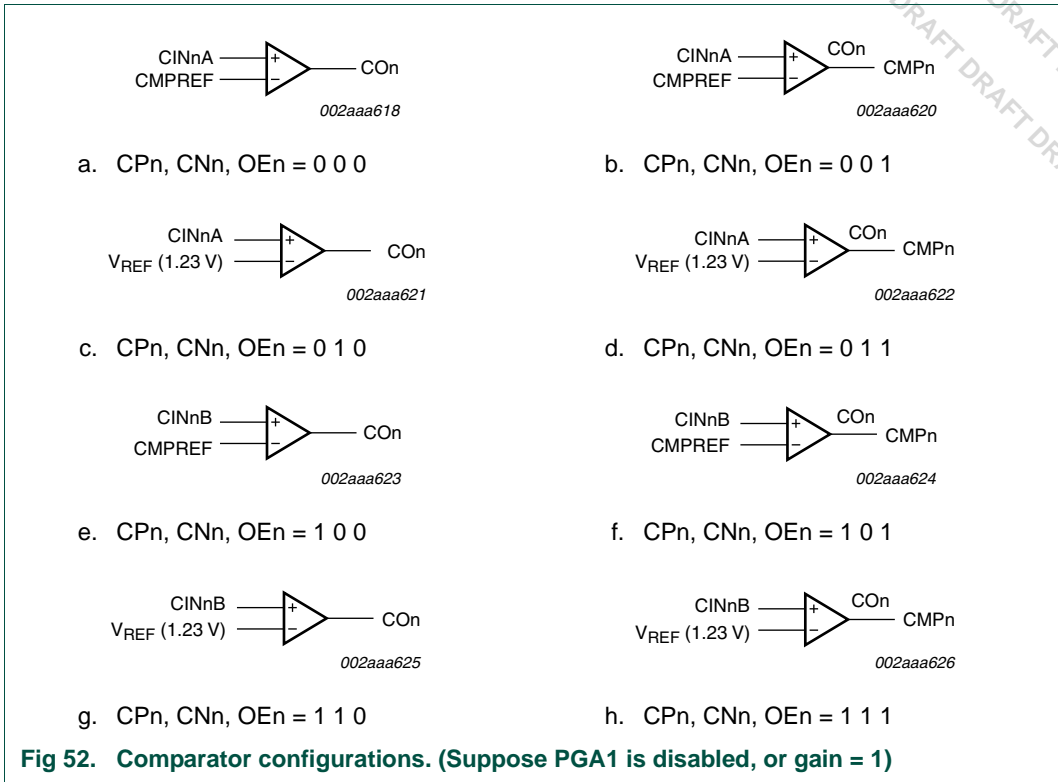 DRAFT
DRAFT DRAFT DRAFT
CINnA
CMPREF
+
−
COn
002aaa618
a. CPn, CNn, OEn = 0 0 0
CINnA
CMPREF
+
−
COn
CMPn
002aaa620
b. CPn, CNn, OEn = 0 0 1
CINnA
VREF (1.23 V)
+
−
COn
002aaa621
c. CPn, CNn, OEn = 0 1 0
CINnA
VREF (1.23 V)
+
−
COn
CMPn
002aaa622
d. CPn, CNn, OEn = 0 1 1
CINnB
CMPREF
+
−
COn
002aaa623
e. CPn, CNn, OEn = 1 0 0
CINnB
CMPREF
+
−
COn
CMPn
002aaa624
f. CPn, CNn, OEn = 1 0 1
CINnB
VREF (1.23 V)
+
−
COn
002aaa625
g. CPn, CNn, OEn = 1 1 0
CINnB
VREF (1.23 V)
+
−
COn
CMPn
002aaa626
h. CPn, CNn, OEn = 1 1 1
Fig 52. Comparator configurations. (Suppose PGA1 is disabled, or gain = 1)